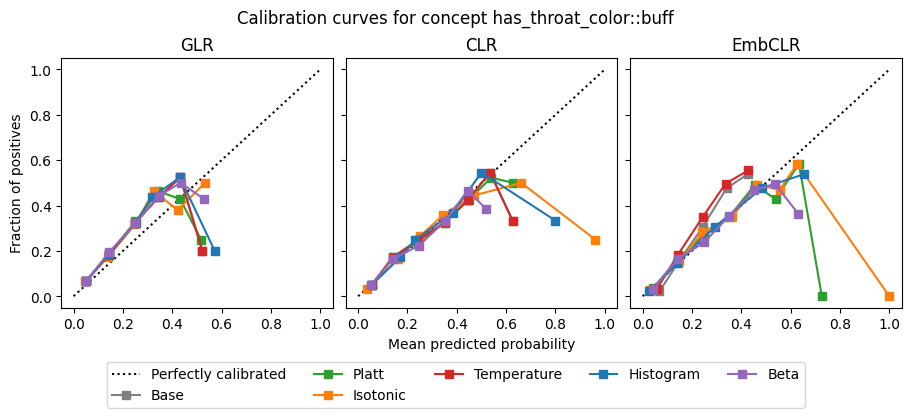 Calibration curves for concept has_throat_color::buff
GLR
CLR
EmbCLR
1.0
0.8
0.6
0.4
0.2
0.0
Fraction of positives
0.0 0.2 0.4 0.6 0.8 1.0
0.0 0.2 0.4 0.6 0.8 1.0
0.0 0.2 0.4 0.6 0.8 1.0
Mean predicted probability
Perfectly calibrated Platt Temperature Histogram Beta
Base Isotonic